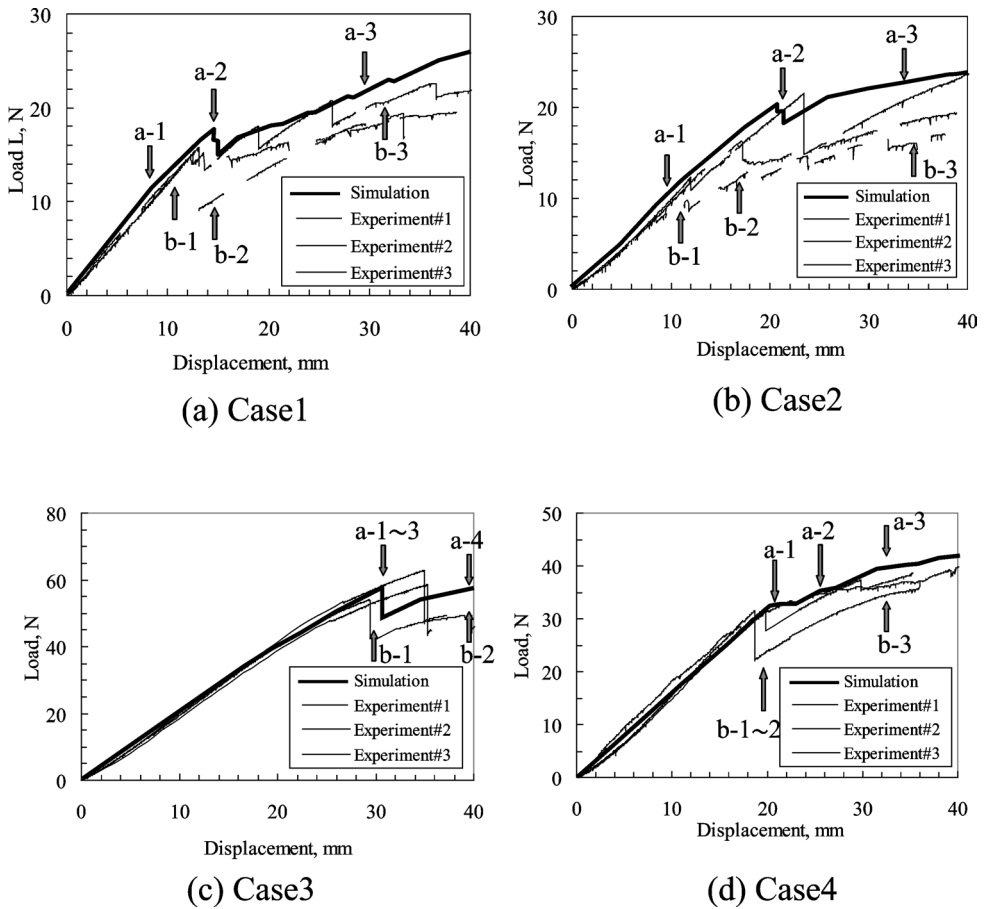 30
20
10
0
Load L, N
a-1
a-2
a-3
b-1
b-2
b-3
Simulation
Experiment#1
Experiment#2
Experiment#3
0 10 20 30 40
Displacement, mm
(a) Case1
30
20
10
0
Load, N
a-1
a-2
a-3
b-1
b-2
b-3
Simulation
Experiment#1
Experiment#2
Experiment#3
0 10 20 30 40
Displacement, mm
(b) Case2
80
60
40
20
0
Load, N
a-1~3
a-4
b-1
b-2
Simulation
Experiment#1
Experiment#2
Experiment#3
0 10 20 30 40
Displacement, mm
(c) Case3
50
40
30
20
10
0
Load, N
a-1
a-2
a-3
b-1~2
b-3
Simulation
Experiment#1
Experiment#2
Experiment#3
0 10 20 30 40
Displacement, mm
(d) Case4